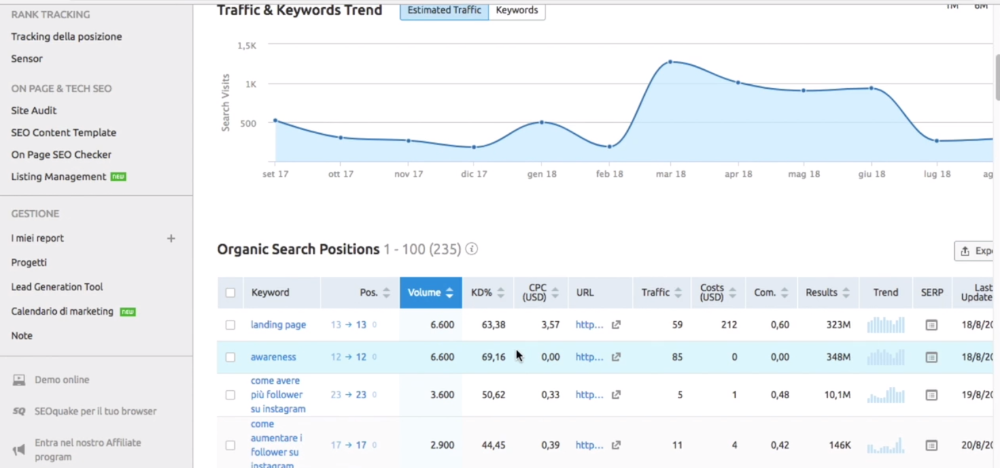 RANK TRACKING
Tracking della posizione
Sensor
ON PAGE & TECH SEO
Site Audit
SEO Content Template
On Page SEO Checker
Listing Management NEW
GESTIONE
I miei report +
Progetti
Lead Generation Tool
Calendario di marketing NEW
Note
Demo online
SQ SEOquake per il tuo browser
Entra nel nostro Affiliate
program
Traffic & Keywords Trend Estimated Traffic Keywords 1M 6M
Search Visits
1,5K
1K
500
set 17 ott 17 nov 17 dic 17 gen 18 feb 18 mar 18 apr 18 mag 18 giu 18 lug 18 ag
Organic Search Positions 1 - 100 (235) i Expo
Keyword Pos. Volume KD% CPC (USD) URL Traffic Costs (USD) Com. Results Trend SERP Last Update
landing page 13 → 13 0 6.600 63,38 3,57 http... 59 212 0,60 323M 18/8/20
awareness 12 → 12 0 6.600 69,16 0,00 http... 85 0 0,00 348M 18/8/20
come avere
più follower
su instagram
23 → 23 0 3.600 50,62 0,33 http... 5 1 0,48 10,1M 19/8/20
come
aumentare i
follower su
instagram
17 → 17 0 2.900 44,45 0,39 http... 11 4 0,42 146K 20/8/20